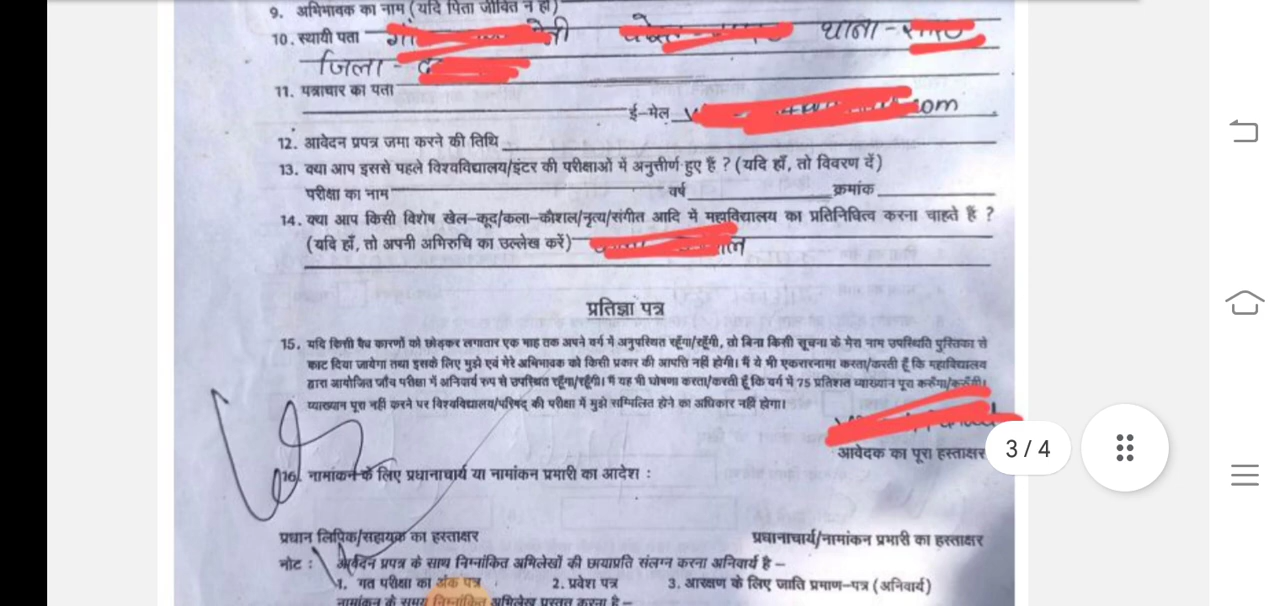 9. अभिभावक का नाम (यदि पिता जीवित न हों)
10. स्थायी पता थाना -
जिला -
11. पत्राचार का पता
ई-मेल com
12. आवेदन प्रपत्र जमा करने की तिथि
13. क्या आप इससे पहले विश्वविद्यालय/इंटर की परीक्षाओं में अनुत्तीर्ण हुए हैं ? (यदि हाँ, तो विवरण दें)
परीक्षा का नाम वर्ष क्रमांक
14. क्या आप किसी विशेष खेल-कूद/कला-कौशल/नृत्य/संगीत आदि में महाविद्यालय का प्रतिनिधित्व करना चाहते हैं ?
(यदि हाँ, तो अपनी अभिरुचि का उल्लेख करें)
प्रतिज्ञा पत्र
15. यदि किसी वैध कारणों को छोड़कर लगातार एक माह तक अपने वर्ग में अनुपस्थित रहूँगा/रहूँगी, तो बिना किसी सूचना के मेरा नाम उपस्थिति पुस्तिका से
काट दिया जायेगा तथा इसके लिए मुझे एवं मेरे अभिभावक को किसी प्रकार की आपत्ति नहीं होगी। मैं ये भी एकरारनामा करता/करती हूँ कि महाविद्यालय
द्वारा आयोजित जाँच परीक्षा में अनिवार्य रुप से उपस्थित रहूँगा/रहूँगी। मैं यह भी घोषणा करता/करती हूँ कि वर्ग में 75 प्रतिशत व्याख्यान पूरा करूँगा/करूँगी।
व्याख्यान पूरा नहीं करने पर विश्वविद्यालय/परिषद् की परीक्षा में मुझे सम्मिलित होने का अधिकार नहीं होगा।
आवेदक का पूरा हस्ताक्षर
3 / 4
16. नामांकन के लिए प्रधानाचार्य या नामांकन प्रभारी का आदेश :
प्रधान लिपिक/सहायक का हस्ताक्षर प्रधानाचार्य/नामांकन प्रभारी का हस्ताक्षर
नोट : आवेदन प्रपत्र के साथ निम्नांकित अभिलेखों की छायाप्रति संलग्न करना अनिवार्य है –
1. गत परीक्षा का अंक पत्र 2. प्रवेश पत्र 3. आरक्षण के लिए जाति प्रमाण-पत्र (अनिवार्य)
नामांकन के समय निम्नांकित अभिलेख प्रस्तुत करना है –